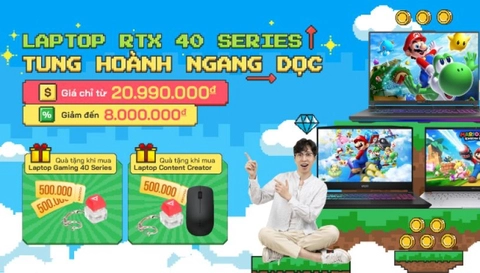 LAPTOP RTX 40 SERIES
TUNG HOÀNH NGANG DỌC
$ Giá chỉ từ 20.990.000đ
% Giảm đến 8.000.000đ
Quà tặng khi mua
Laptop Gaming 40 Series
500.000
500.000
Quà tặng khi mua
Laptop Content Creator
500.000